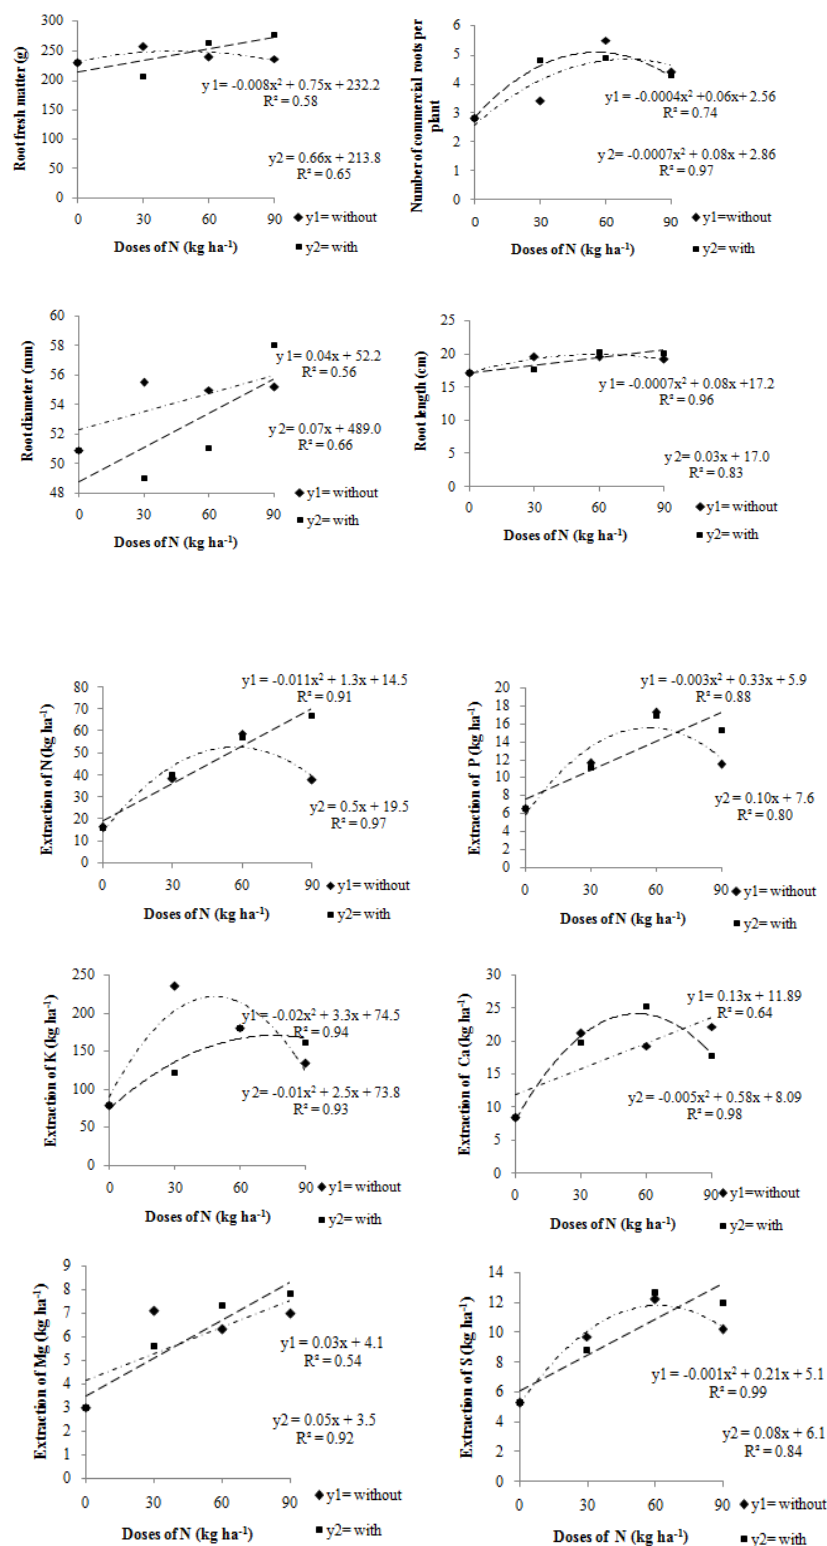 Root fresh matter (g)
300
250
200
150
100
50
0
y1= -0.008x² + 0.75x + 232.2
R² = 0.58
y2 = 0.66x + 213.8
R² = 0.65
0 30 60 90
y1= without
Doses of N (kg ha⁻¹)
y2= with
Number of commercial roots per
plant
6
5
4
3
2
1
0
y1= -0.0004x² +0.06x+ 2.56
R² = 0.74
y2= -0.0007x² + 0.08x + 2.86
R² = 0.97
0 30 60 90
y1= without
Doses of N (kg ha⁻¹)
y2= with
Root diameter (mm)
60
58
56
54
52
50
48
y1= 0.04x + 52.2
R² = 0.56
y2= 0.07x + 489.0
R² = 0.66
0 30 60 90
y1= without
Doses of N (kg ha⁻¹)
y2= with
Root length (cm)
25
20
15
10
5
0
y1= -0.0007x² + 0.08x +17.2
R² = 0.96
y2= 0.03x + 17.0
R² = 0.83
0 30 60 90
y1= without
Doses of N (kg ha⁻¹)
y2= with
Extraction of N (kg ha⁻¹)
80
70
60
50
40
30
20
10
0
y1 = -0.011x² + 1.3x + 14.5
R² = 0.91
y2= 0.5x + 19.5
R² = 0.97
0 30 60 90
y1= without
Doses of N (kg ha⁻¹)
y2= with
Extraction of P (kg ha⁻¹)
20
18
16
14
12
10
8
6
4
2
0
y1 = -0.003x² + 0.33x + 5.9
R² = 0.88
y2 = 0.10x + 7.6
R² = 0.80
0 30 60 90
y1= without
Doses of N (kg ha⁻¹)
y2= with
Extraction of K (kg ha⁻¹)
250
200
150
100
50
0
y1= -0.02x² + 3.3x + 74.5
R² = 0.94
y2= -0.01x² + 2.5x + 73.8
R² = 0.93
0 30 60 90
y1= without
Doses of N (kg ha⁻¹)
y2= with
Extraction of Ca (kg ha⁻¹)
30
25
20
15
10
5
0
y1= 0.13x + 11.89
R² = 0.64
y2= -0.005x² + 0.58x + 8.09
R² = 0.98
0 30 60 90
y1=without
Doses of N (kg ha⁻¹)
y2= with
Extraction of Mg (kg ha⁻¹)
9
8
7
6
5
4
3
2
1
0
y1= 0.03x + 4.1
R² = 0.54
y2= 0.05x + 3.5
R² = 0.92
0 30 60 90
y1= without
Doses of N (kg ha⁻¹)
y2= with
Extraction of S (kg ha⁻¹)
14
12
10
8
6
4
2
0
y1 = -0.001x² + 0.21x + 5.1
R² = 0.99
y2= 0.08x + 6.1
R² = 0.84
0 30 60 90
y1= without
Doses of N (kg ha⁻¹)
y2= with